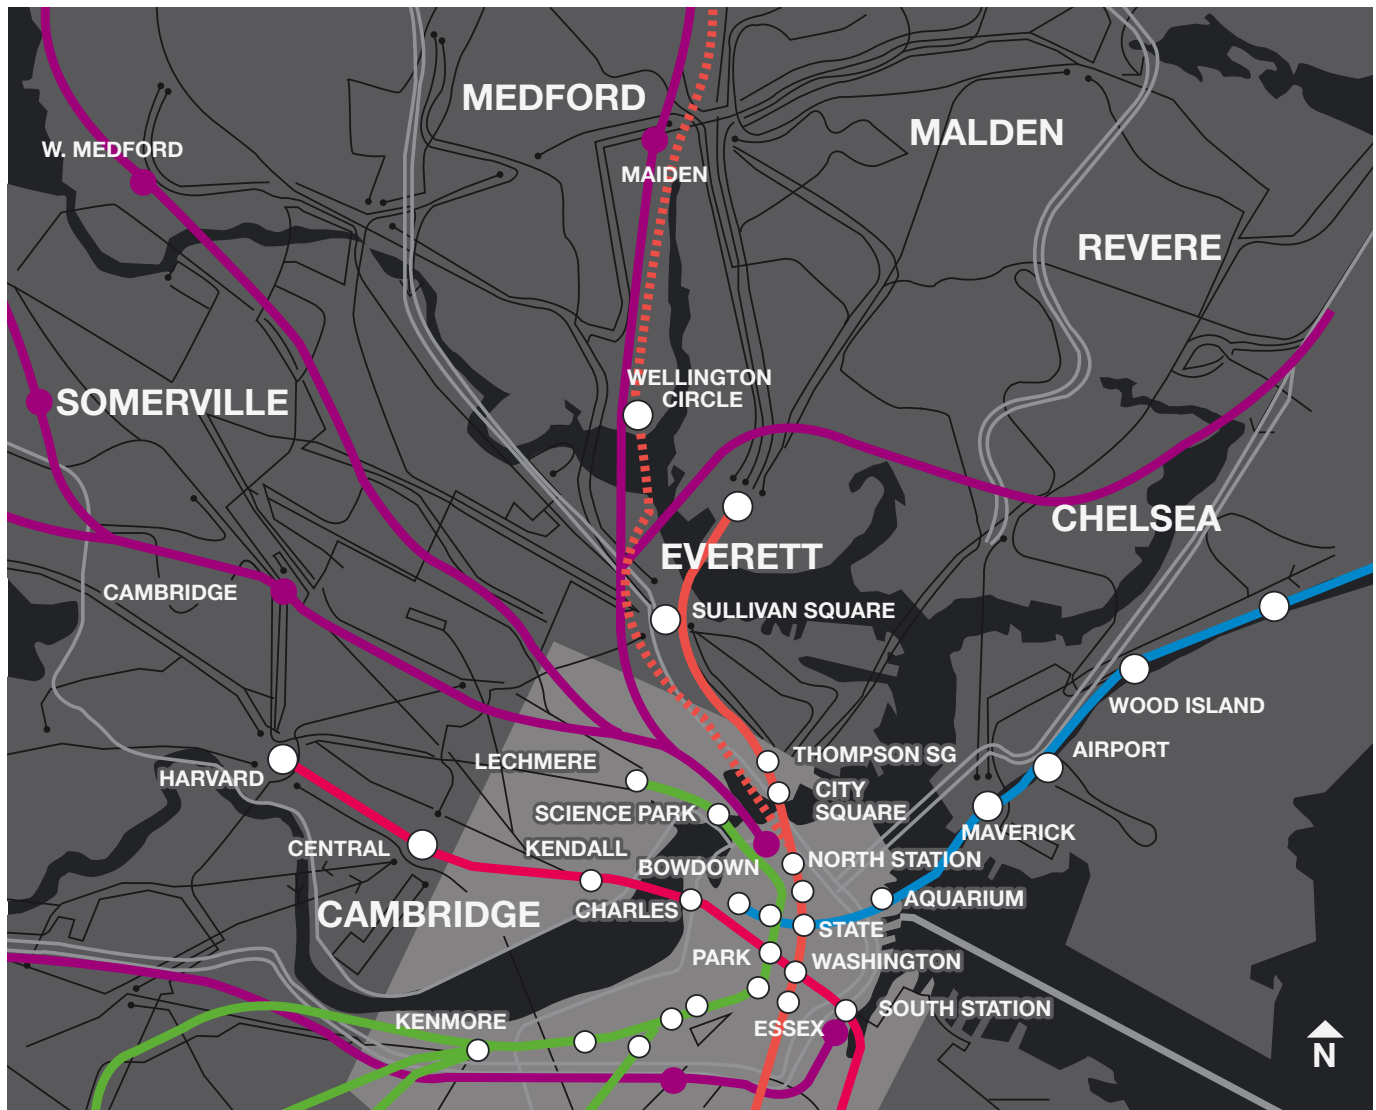 MEDFORD
MALDEN
W. MEDFORD
MAIDEN
REVERE
WELLINGTON
CIRCLE
SOMERVILLE
CHELSEA
EVERETT
CAMBRIDGE
SULLIVAN SQUARE
WOOD ISLAND
AIRPORT
THOMPSON SG
LECHMERE
HARVARD
CITY
SQUARE
SCIENCE PARK
MAVERICK
CENTRAL
KENDALL
NORTH STATION
BOWDOWN
AQUARIUM
CHARLES
CAMBRIDGE
STATE
PARK
WASHINGTON
SOUTH STATION
KENMORE
ESSEX
N